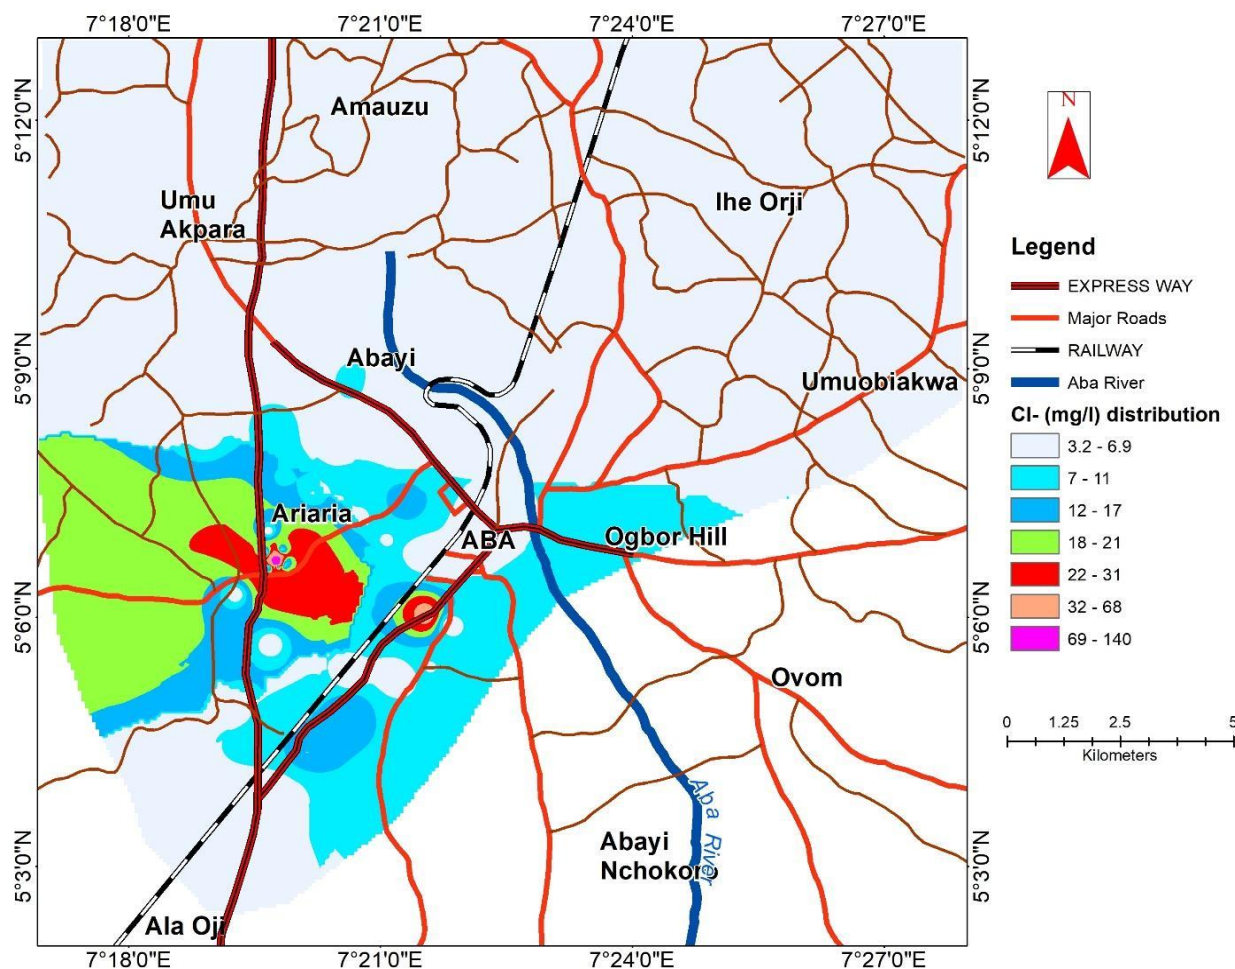 7°18'0"E 7°21'0"E 7°24'0"E 7°27'0"E
5°12'0"N
5°9'0"N
5°6'0"N
5°3'0"N
Amauzu
Umu
Akpara
Ihe Orji
Abayi
Umuobiakwa
Ariaria
ABA
Ogbor Hill
Ovom
Aba River
Abayi
Nchokoro
Ala Oji
5°12'0"N
5°9'0"N
5°6'0"N
5°3'0"N
7°18'0"E 7°21'0"E 7°24'0"E 7°27'0"E
N
Legend
EXPRESS WAY
Major Roads
RAILWAY
Aba River
Cl- (mg/l) distribution
3.2 - 6.9
7 - 11
12 - 17
18 - 21
22 - 31
32 - 68
69 - 140
0 1.25 2.5 5
Kilometers